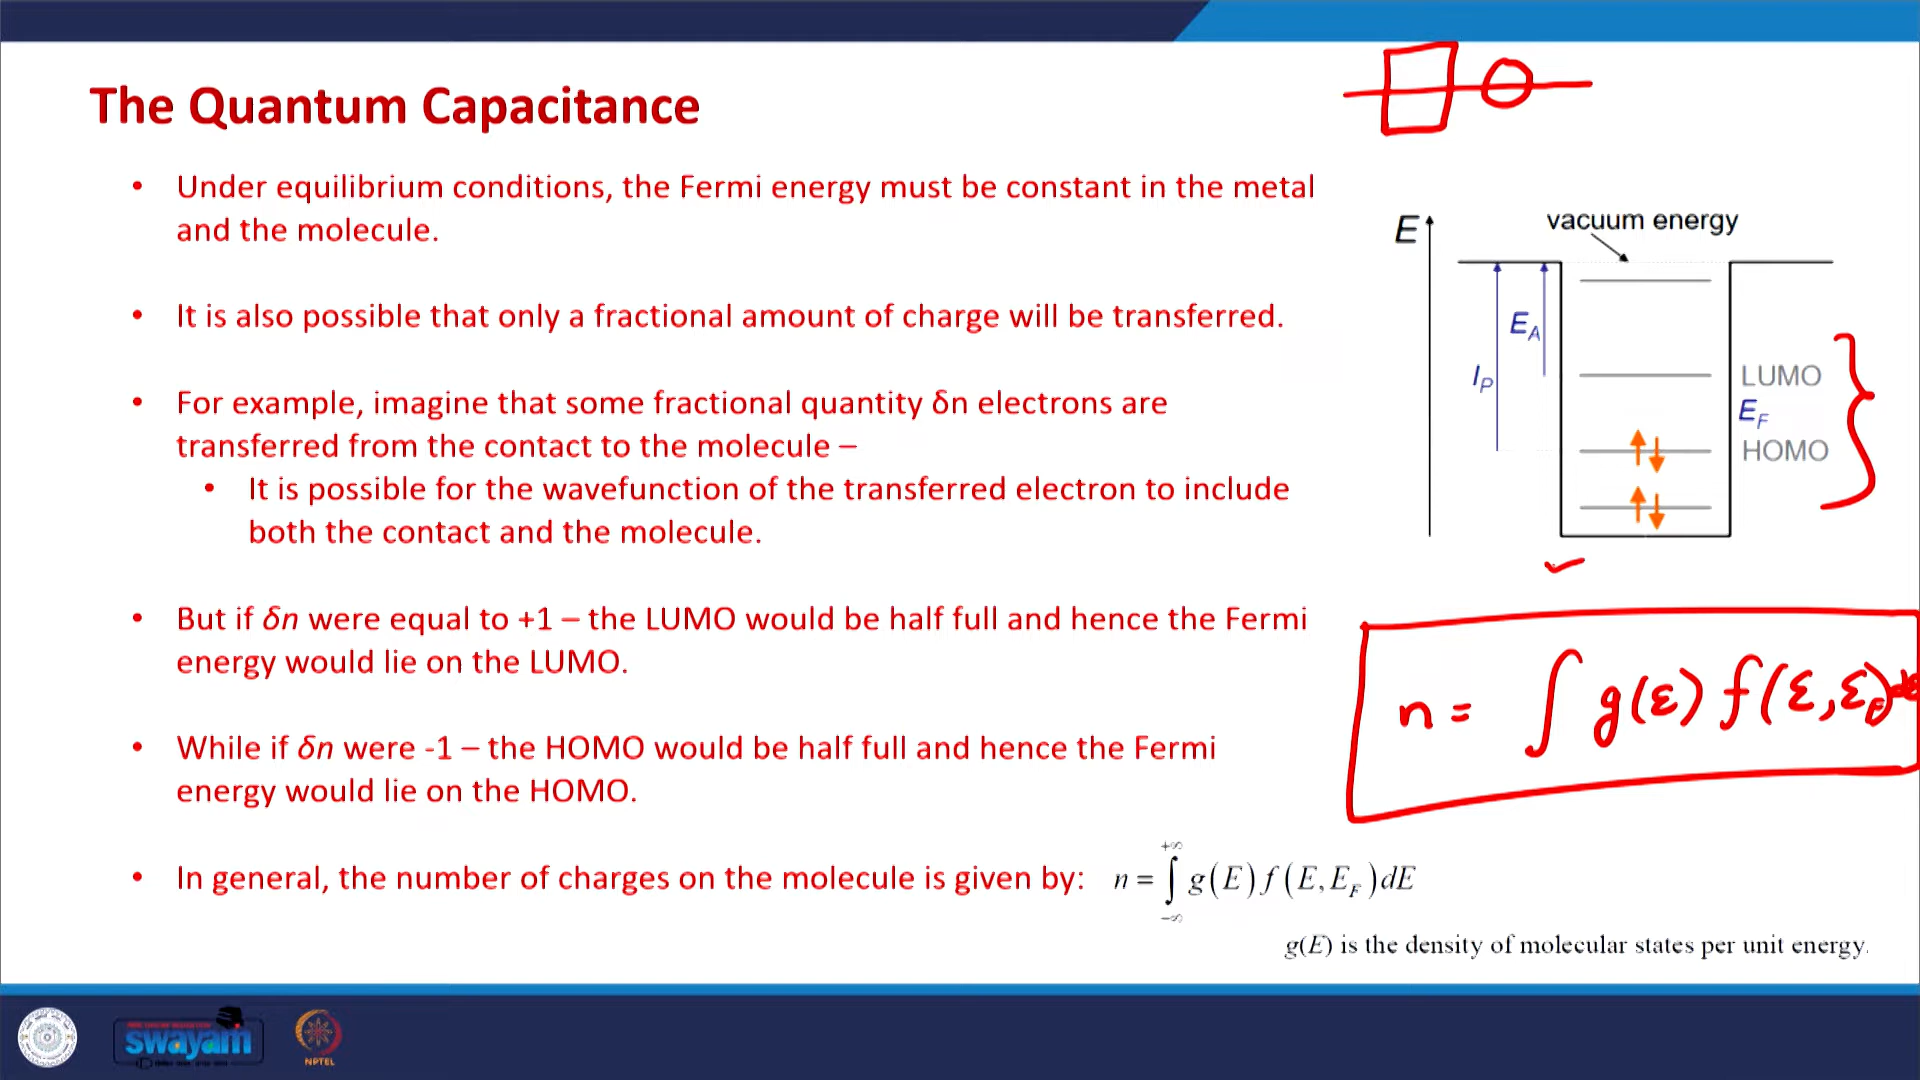 The Quantum Capacitance
• Under equilibrium conditions, the Fermi energy must be constant in the metal
and the molecule.
• It is also possible that only a fractional amount of charge will be transferred.
• For example, imagine that some fractional quantity δn electrons are
transferred from the contact to the molecule –
• It is possible for the wavefunction of the transferred electron to include
both the contact and the molecule.
• But if δn were equal to +1 – the LUMO would be half full and hence the Fermi
energy would lie on the LUMO.
• While if δn were -1 – the HOMO would be half full and hence the Fermi
energy would lie on the HOMO.
• In general, the number of charges on the molecule is given by: n = ∫_{-∞}^{+∞} g(E) f(E, E_F) dE
g(E) is the density of molecular states per unit energy.
E
vacuum energy
E_A
I_P
LUMO
E_F
HOMO
n = ∫ g(E) f(E, E_F) dE
swayam
NPTEL